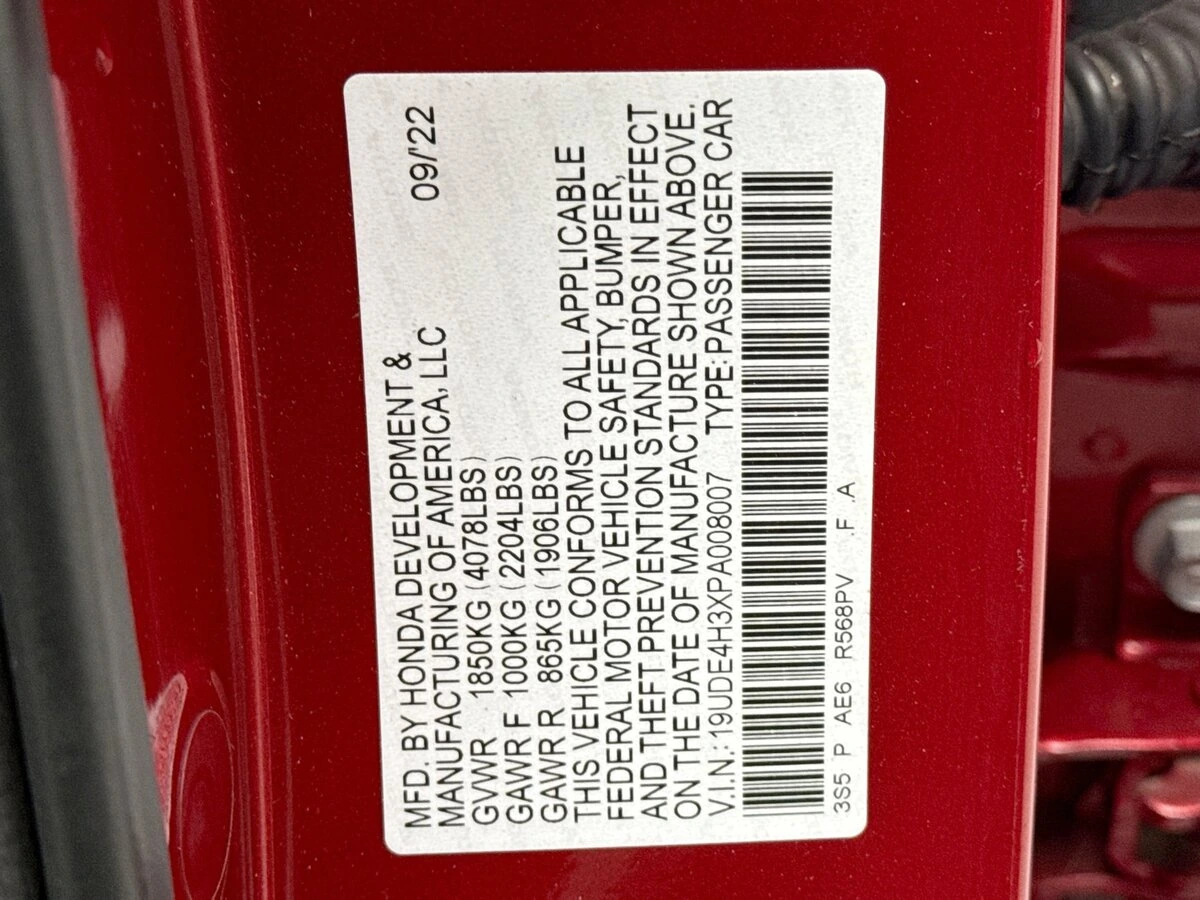 MFD. BY HONDA DEVELOPMENT &
MANUFACTURING OF AMERICA, LLC 09/'22
GVWR 1850KG (4078LBS)
GAWR F 1000KG (2204LBS)
GAWR R 865KG (1906LBS)
THIS VEHICLE CONFORMS TO ALL APPLICABLE
FEDERAL MOTOR VEHICLE SAFETY, BUMPER,
AND THEFT PREVENTION STANDARDS IN EFFECT
ON THE DATE OF MANUFACTURE SHOWN ABOVE.
V.I.N.: 19UDE4H3XPA008007 TYPE: PASSENGER CAR
3S5 P AE6 R568PV .F .A